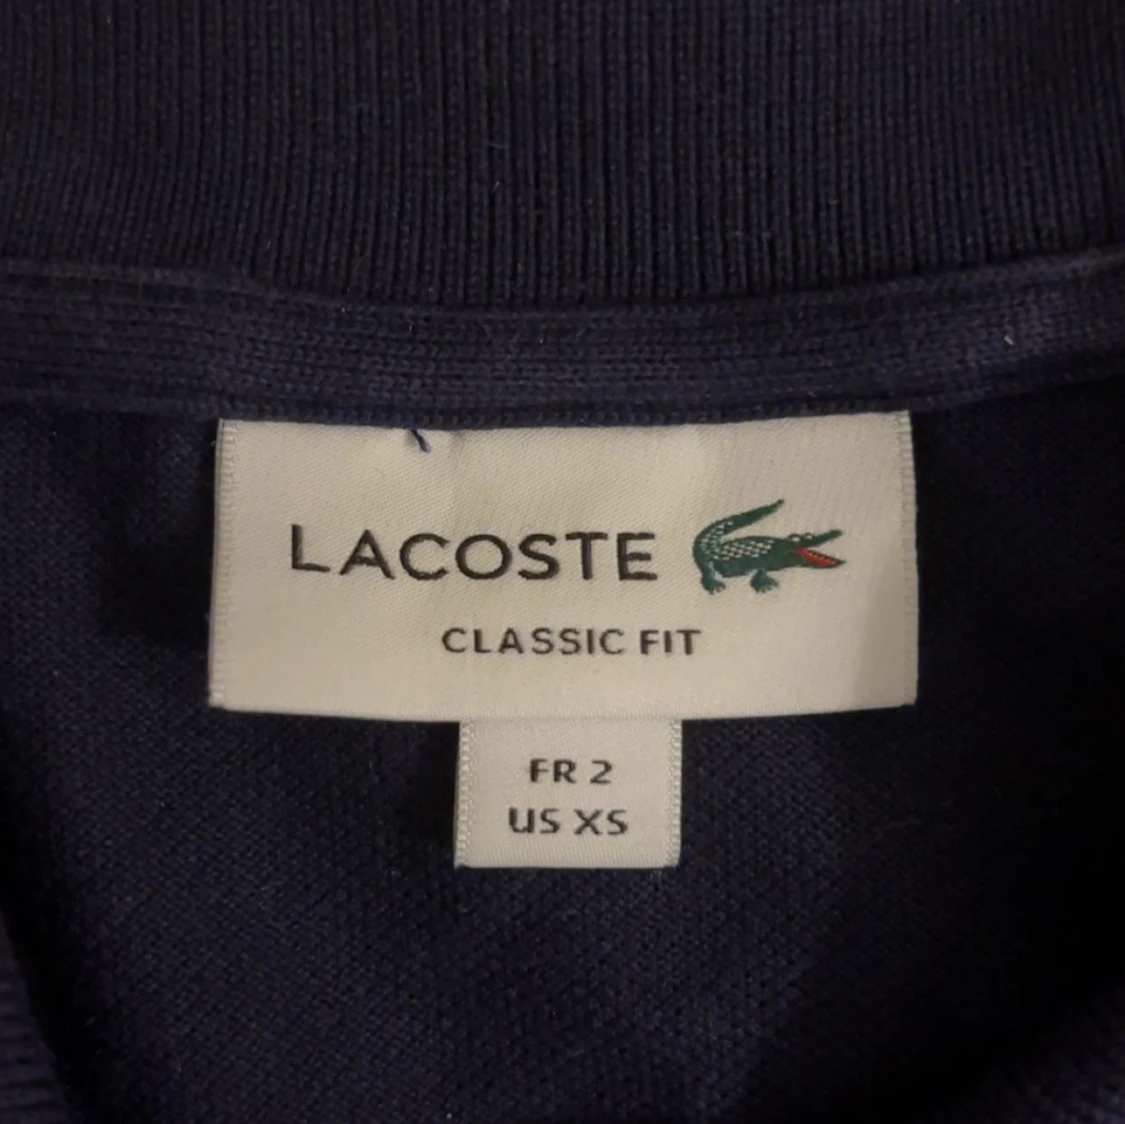 LACOSTE
CLASSIC FIT
FR 2
US XS